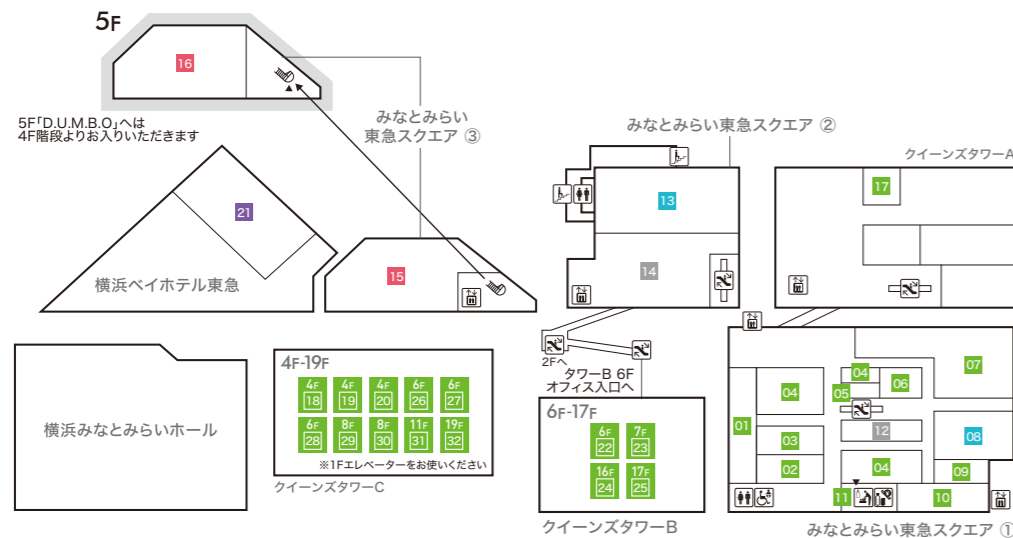 5F
16
5F「D.U.M.B.O」へは
4F階段よりお入りいただきます
みなとみらい
東急スクエア ③
みなとみらい東急スクエア ②
クイーンズタワーA
21
横浜ベイホテル東急
15
13
14
17
2Fへ
タワーB 6F
オフィス入口へ
横浜みなとみらいホール
4F-19F
4F 4F 4F 6F 6F
18 19 20 26 27
6F 8F 8F 11F 19F
28 29 30 31 32
※1Fエレベーターをお使いください
クイーンズタワーC
6F-17F
6F 7F
22 23
16F 17F
24 25
クイーンズタワーB
01
04
03
02
04
05
06
07
12
08
04
09
11
10
みなとみらい東急スクエア ①